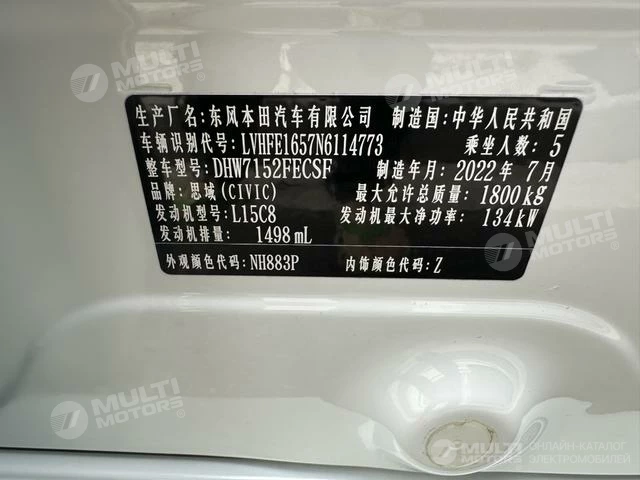 生产厂名:东风本田汽车有限公司 制造国:中华人民共和国
车辆识别代号:LVHFE1657N6114773 乘坐人数:5
整车型号:DHW7152FECSF 制造年月:2022年 7月
品牌:思域(CIVIC) 最大允许总质量:1800kg
发动机型号:L15C8 发动机最大净功率:134kW
发动机排量:1498mL
外观颜色代码:NH883P 内饰颜色代码:Z
MULTI MOTORS
MULTI MOTORS
MULTI MOTORS
MULTI MOTORS
MULTI MOTORS
MULTI MOTORS ОНЛАЙН-КАТАЛОГ ЭЛЕКТРОМОБИЛЕЙ